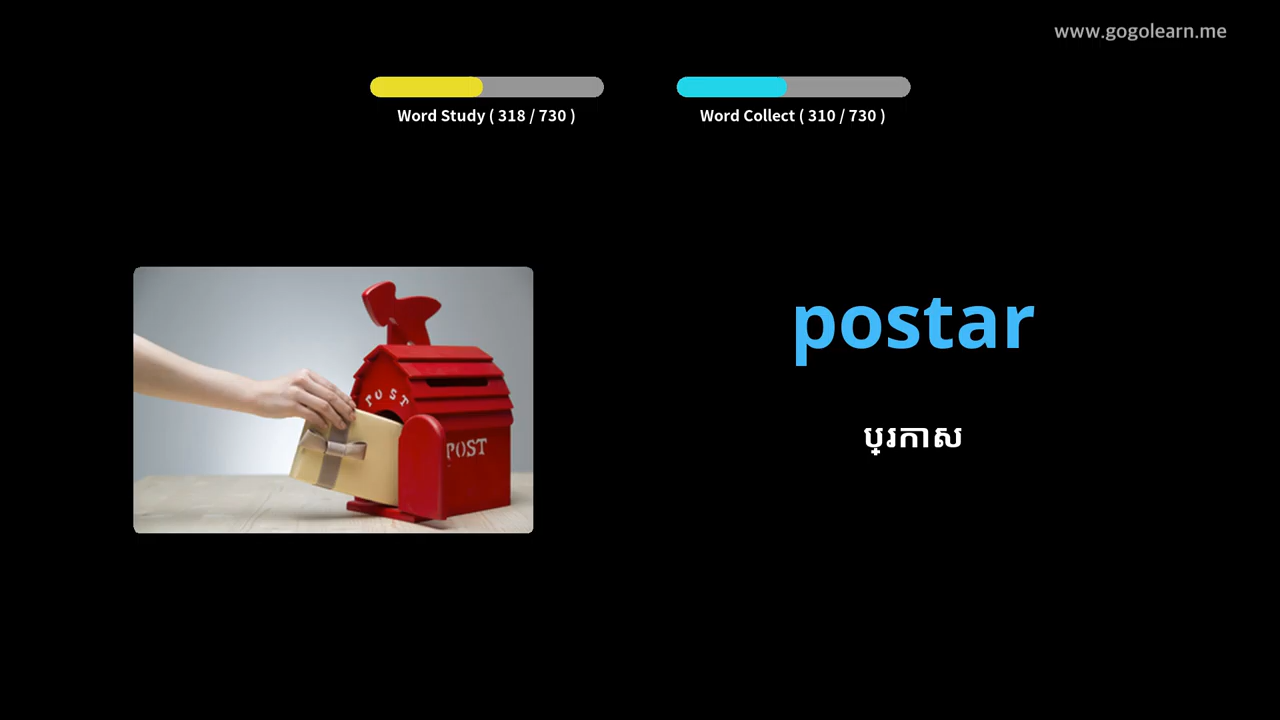 www.gogolearn.me
Word Study ( 318 / 730 )
Word Collect ( 310 / 730 )
postar
ប្រកាស
POST
POST